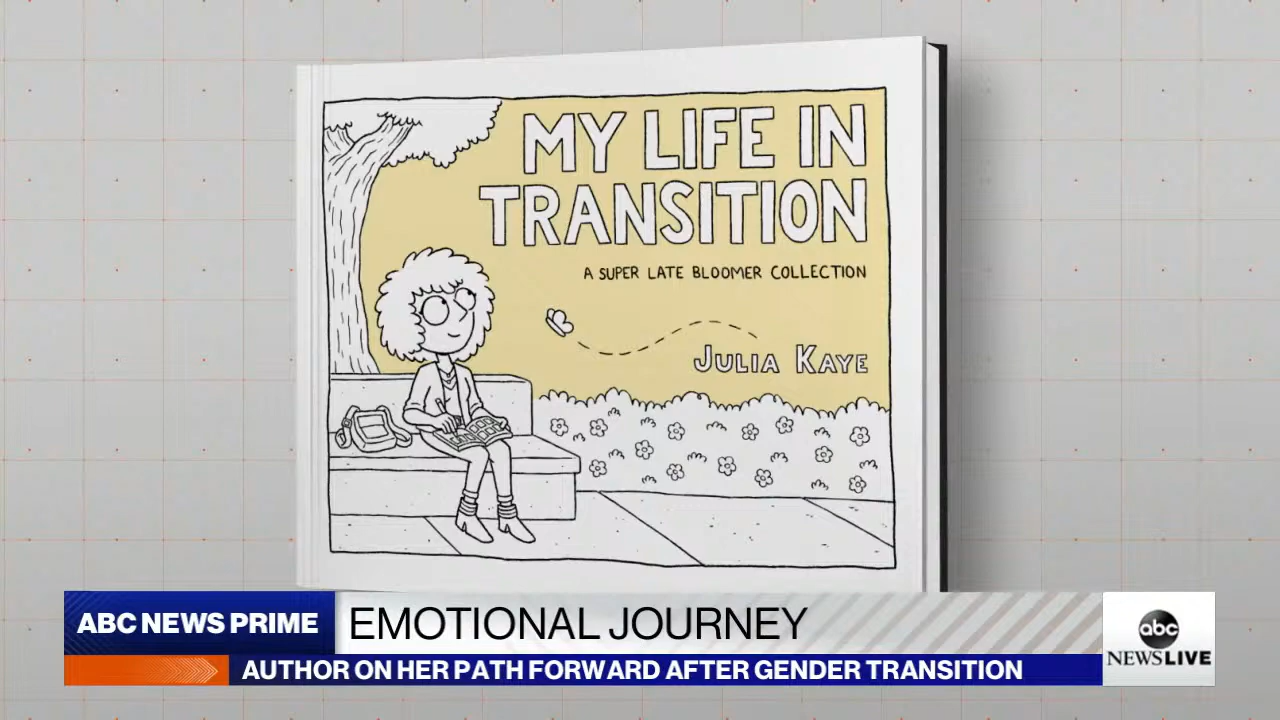 MY LIFE IN
TRANSITION
A SUPER LATE BLOOMER COLLECTION
JULIA KAYE
ABC NEWS PRIME
EMOTIONAL JOURNEY
AUTHOR ON HER PATH FORWARD AFTER GENDER TRANSITION
abc
NEWSLIVE